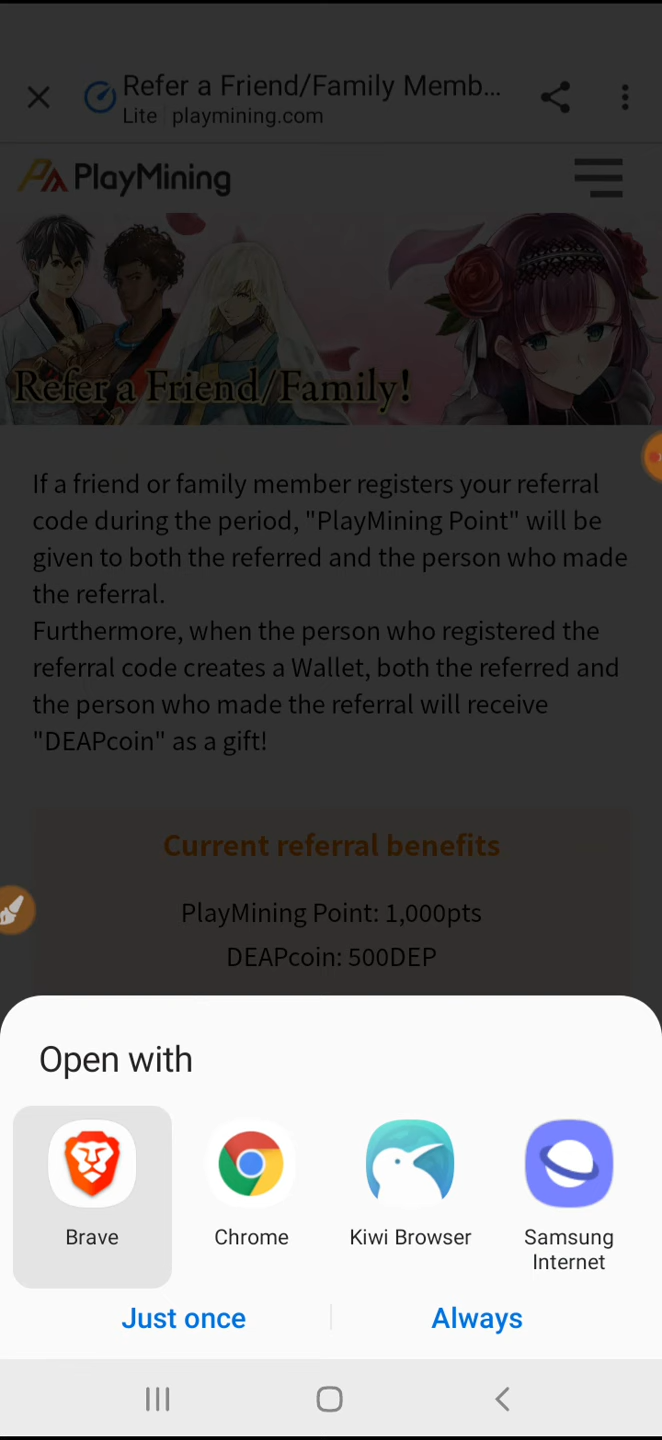 Refer a Friend/Family Memb...
Lite playmining.com
PlayMining
Refer a Friend/Family!
If a friend or family member registers your referral
code during the period, "PlayMining Point" will be
given to both the referred and the person who made
the referral.
Furthermore, when the person who registered the
referral code creates a Wallet, both the referred and
the person who made the referral will receive
"DEAPcoin" as a gift!
Current referral benefits
PlayMining Point: 1,000pts
DEAPcoin: 500DEP
Open with
Brave
Chrome
Kiwi Browser
Samsung
Internet
Just once
Always